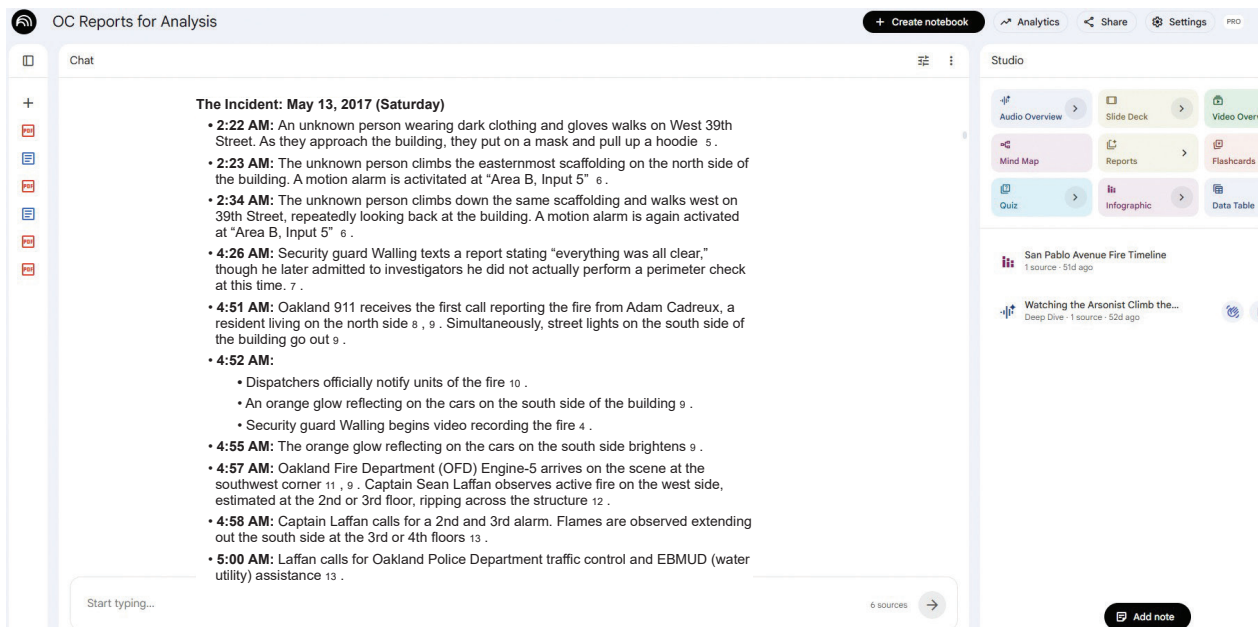 OC Reports for Analysis
+ Create notebook
Analytics
Share
Settings
PRO
Chat
The Incident: May 13, 2017 (Saturday)
• 2:22 AM: An unknown person wearing dark clothing and gloves walks on West 39th
Street. As they approach the building, they put on a mask and pull up a hoodie 5 .
• 2:23 AM: The unknown person climbs the easternmost scaffolding on the north side of
the building. A motion alarm is activitated at “Area B, Input 5” 6 .
• 2:34 AM: The unknown person climbs down the same scaffolding and walks west on
39th Street, repeatedly looking back at the building. A motion alarm is again activated
at “Area B, Input 5” 6 .
• 4:26 AM: Security guard Walling texts a report stating “everything was all clear,”
though he later admitted to investigators he did not actually perform a perimeter check
at this time. 7 .
• 4:51 AM: Oakland 911 receives the first call reporting the fire from Adam Cadreux, a
resident living on the north side 8 , 9 . Simultaneously, street lights on the south side of
the building go out 9 .
• 4:52 AM:
• Dispatchers officially notify units of the fire 10 .
• An orange glow reflecting on the cars on the south side of the building 9 .
• Security guard Walling begins video recording the fire 4 .
• 4:55 AM: The orange glow reflecting on the cars on the south side brightens 9 .
• 4:57 AM: Oakland Fire Department (OFD) Engine-5 arrives on the scene at the
southwest corner 11 , 9 . Captain Sean Laffan observes active fire on the west side,
estimated at the 2nd or 3rd floor, ripping across the structure 12 .
• 4:58 AM: Captain Laffan calls for a 2nd and 3rd alarm. Flames are observed extending
out the south side at the 3rd or 4th floors 13 .
• 5:00 AM: Laffan calls for Oakland Police Department traffic control and EBMUD (water
utility) assistance 13 .
Start typing...
6 sources
Studio
Audio Overview
Slide Deck
Video Over
Mind Map
Reports
Flashcards
Quiz
Infographic
Data Table
San Pablo Avenue Fire Timeline
1 source · 51d ago
Watching the Arsonist Climb the...
Deep Dive · 1 source · 52d ago
Add note
PDF
PDF
PDF
PDF